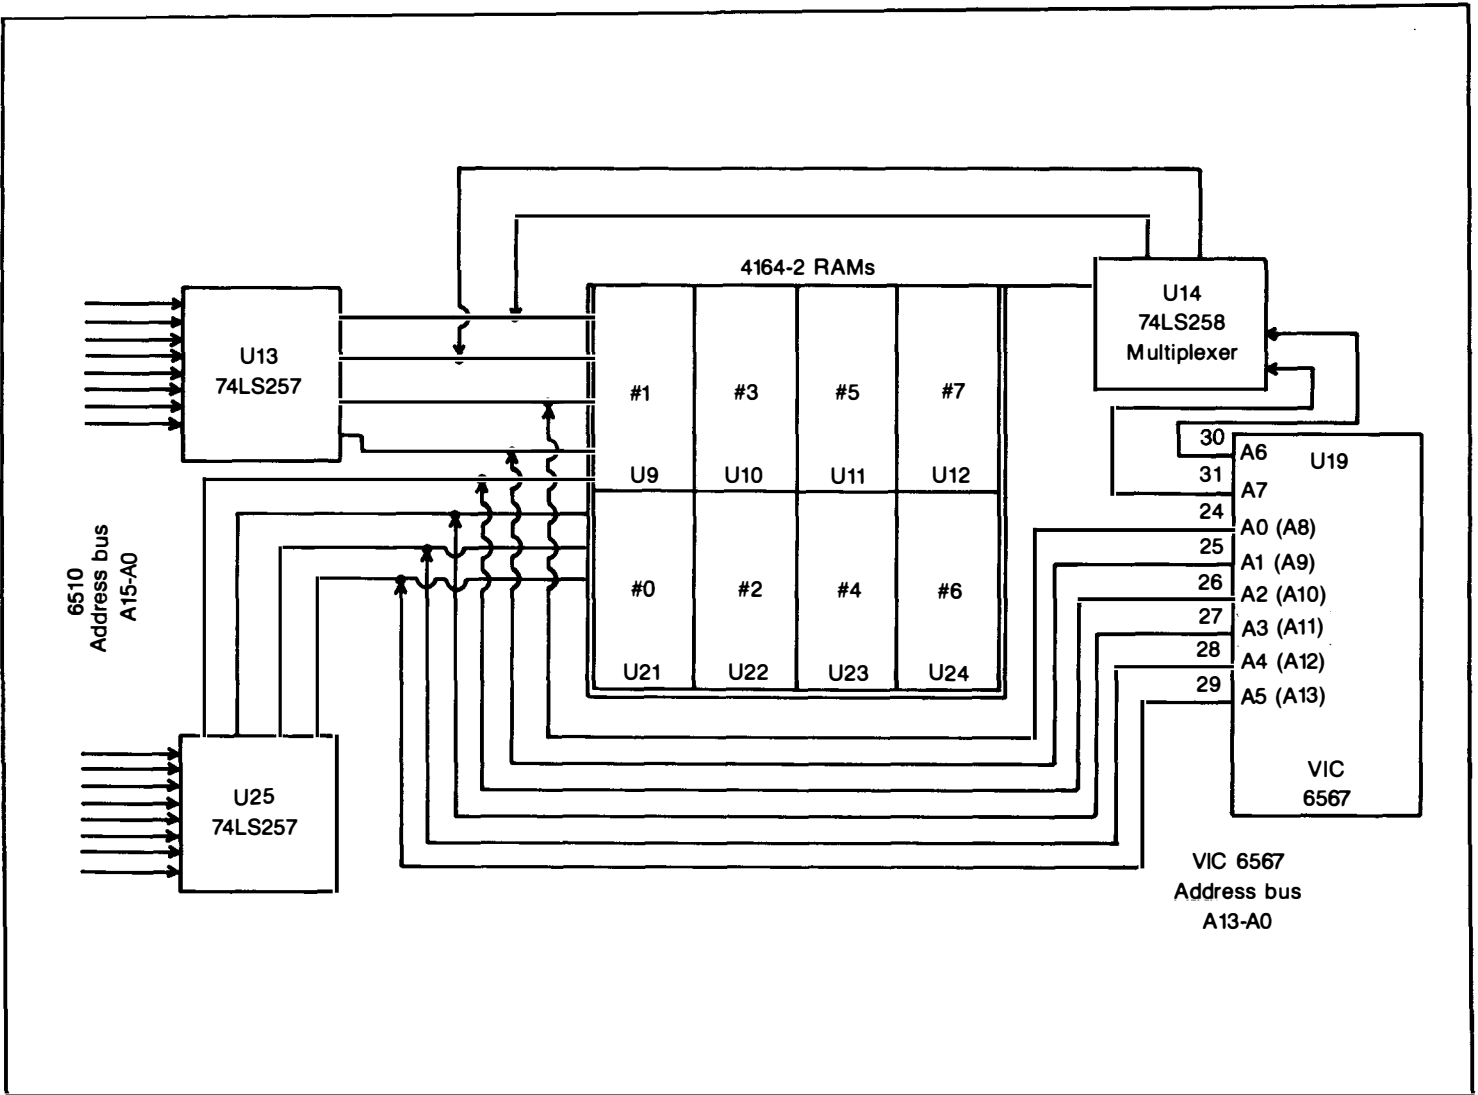 4164-2 RAMs
U13
74LS257
#1
#3
#5
#7
U9
U10
U11
U12
#0
#2
#4
#6
U21
U22
U23
U24
U14
74LS258
Multiplexer
6510
Address bus
A15-A0
U25
74LS257
U19
30
A6
31
A7
24
A0 (A8)
25
A1 (A9)
26
A2 (A10)
27
A3 (A11)
28
A4 (A12)
29
A5 (A13)
VIC
6567
VIC 6567
Address bus
A13-A0